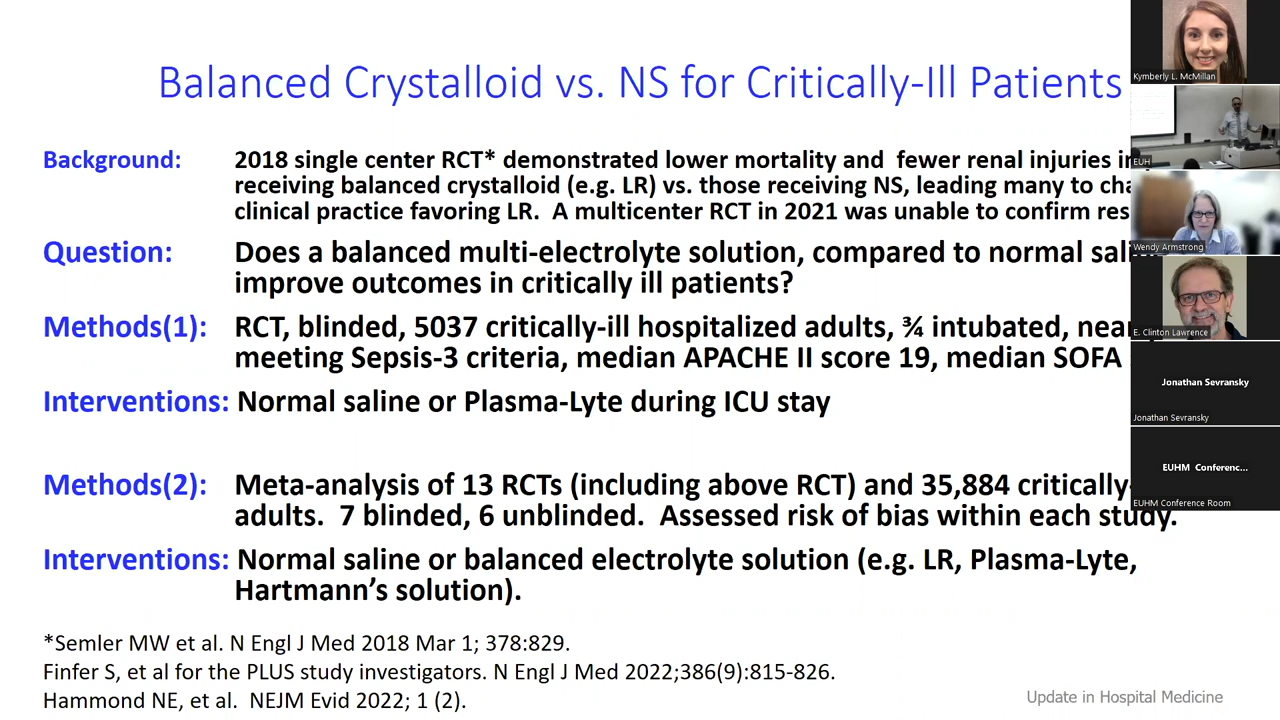 Balanced Crystalloid vs. NS for Critically-Ill Patients
Background: 2018 single center RCT* demonstrated lower mortality and fewer renal injuries in
receiving balanced crystalloid (e.g. LR) vs. those receiving NS, leading many to
clinical practice favoring LR. A multicenter RCT in 2021 was unable to confirm
Question: Does a balanced multi-electrolyte solution, compared to normal
improve outcomes in critically ill patients?
Methods(1): RCT, blinded, 5037 critically-ill hospitalized adults, ¾ intubated,
meeting Sepsis-3 criteria, median APACHE II score 19, median SOFA
Interventions: Normal saline or Plasma-Lyte during ICU stay
Methods(2): Meta-analysis of 13 RCTs (including above RCT) and 35,884
adults. 7 blinded, 6 unblinded. Assessed risk of bias within each study.
Interventions: Normal saline or balanced electrolyte solution (e.g. LR, Plasma-Lyte,
Hartmann's solution).
*Semler MW et al. N Engl J Med 2018 Mar 1; 378:829.
Finfer S, et al for the PLUS study investigators. N Engl J Med 2022;386(9):815-826.
Hammond NE, et al. NEJM Evid 2022; 1 (2).
Update in Hospital Medicine
Kymberly L. McMillan
EUH
Wendy Armstrong
E. Clinton Lawrence
Jonathan Sevransky
Jonathan Sevransky
EUHM Conferenc...
EUHM Conference Room